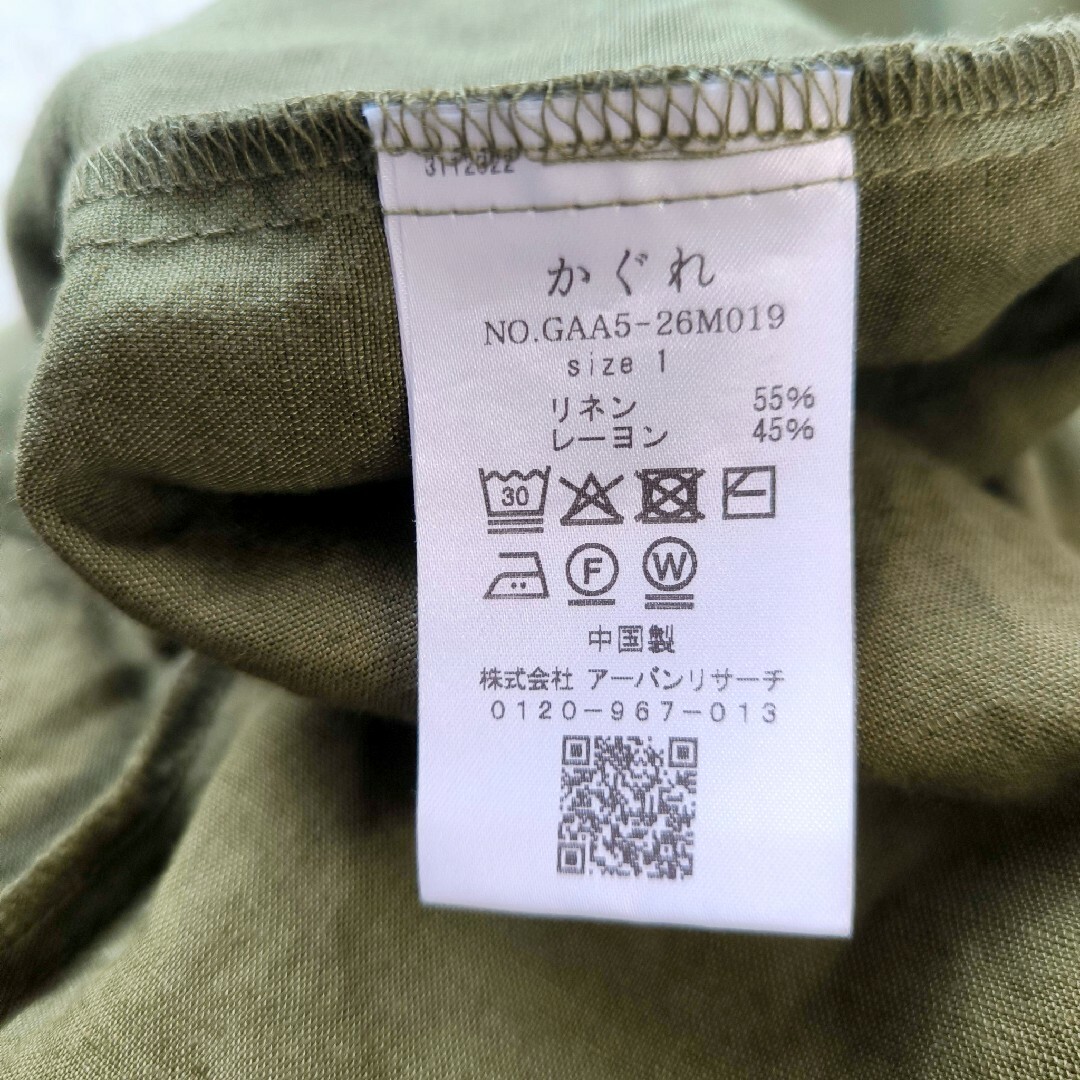 かぐれ
NO.GAA5-26M019
size 1
リネン 55%
レーヨン 45%
30
F W
中国製
株式会社 アーバンリサーチ
0120-967-013